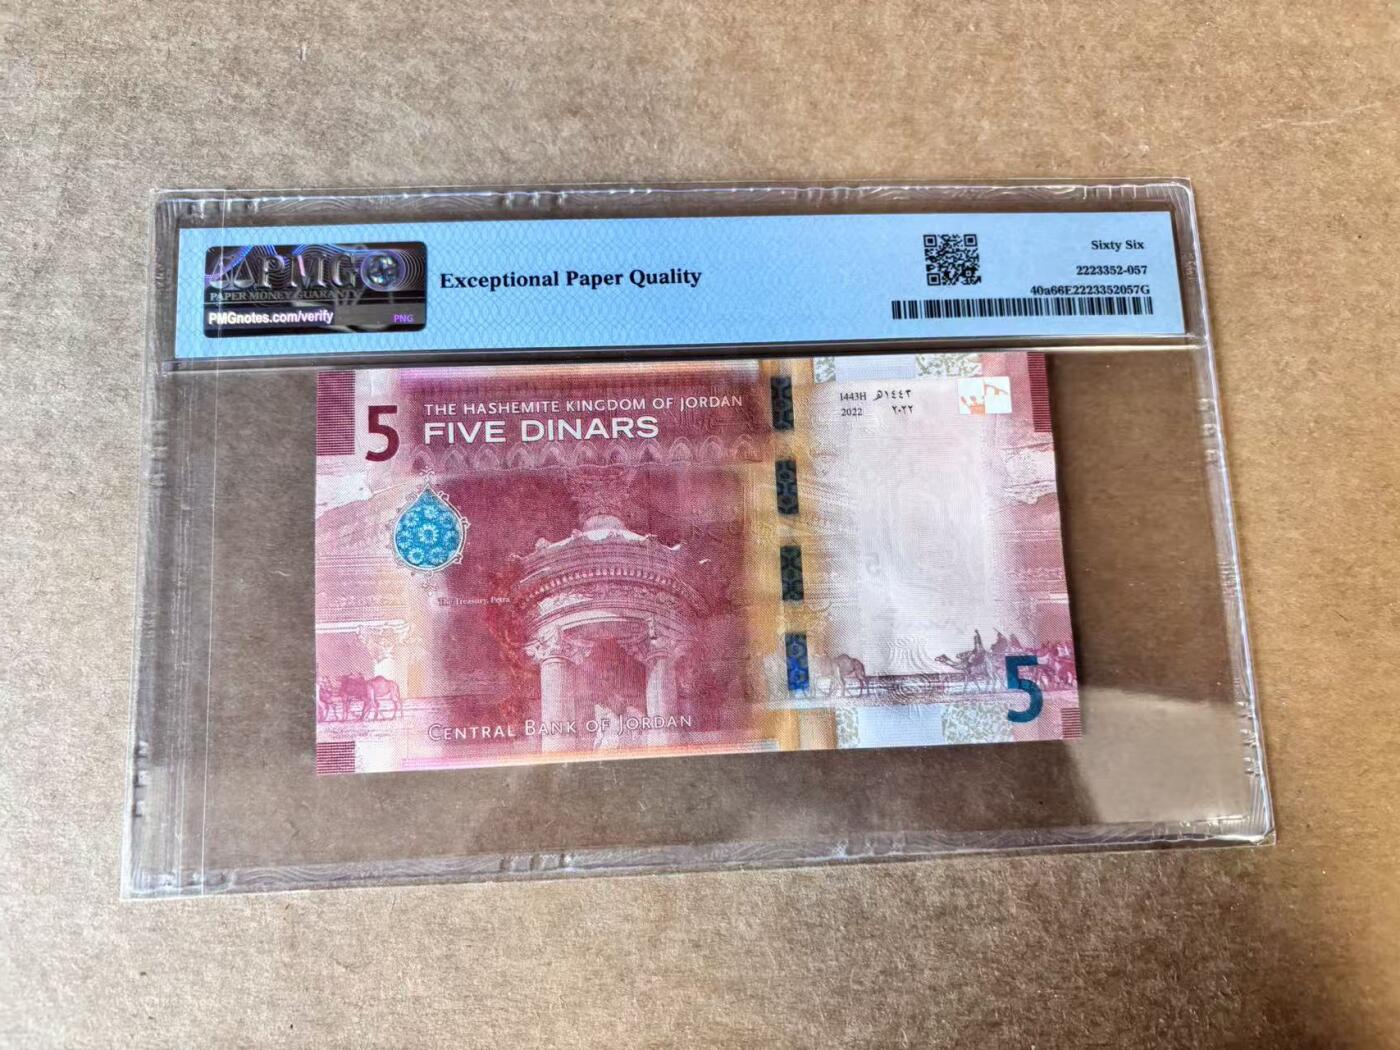 PMG
PAPER MONEY GUARANTY
PMGnotes.com/verify
PNG
Exceptional Paper Quality
Sixty Six
2223352-057
40a66E2223352057G
5
THE HASHEMITE KINGDOM OF JORDAN
FIVE DINARS
1443H ١٤٤٣هـ
2022 ٢٠٢٢
The Treasury, Petra
CENTRAL BANK OF JORDAN
5